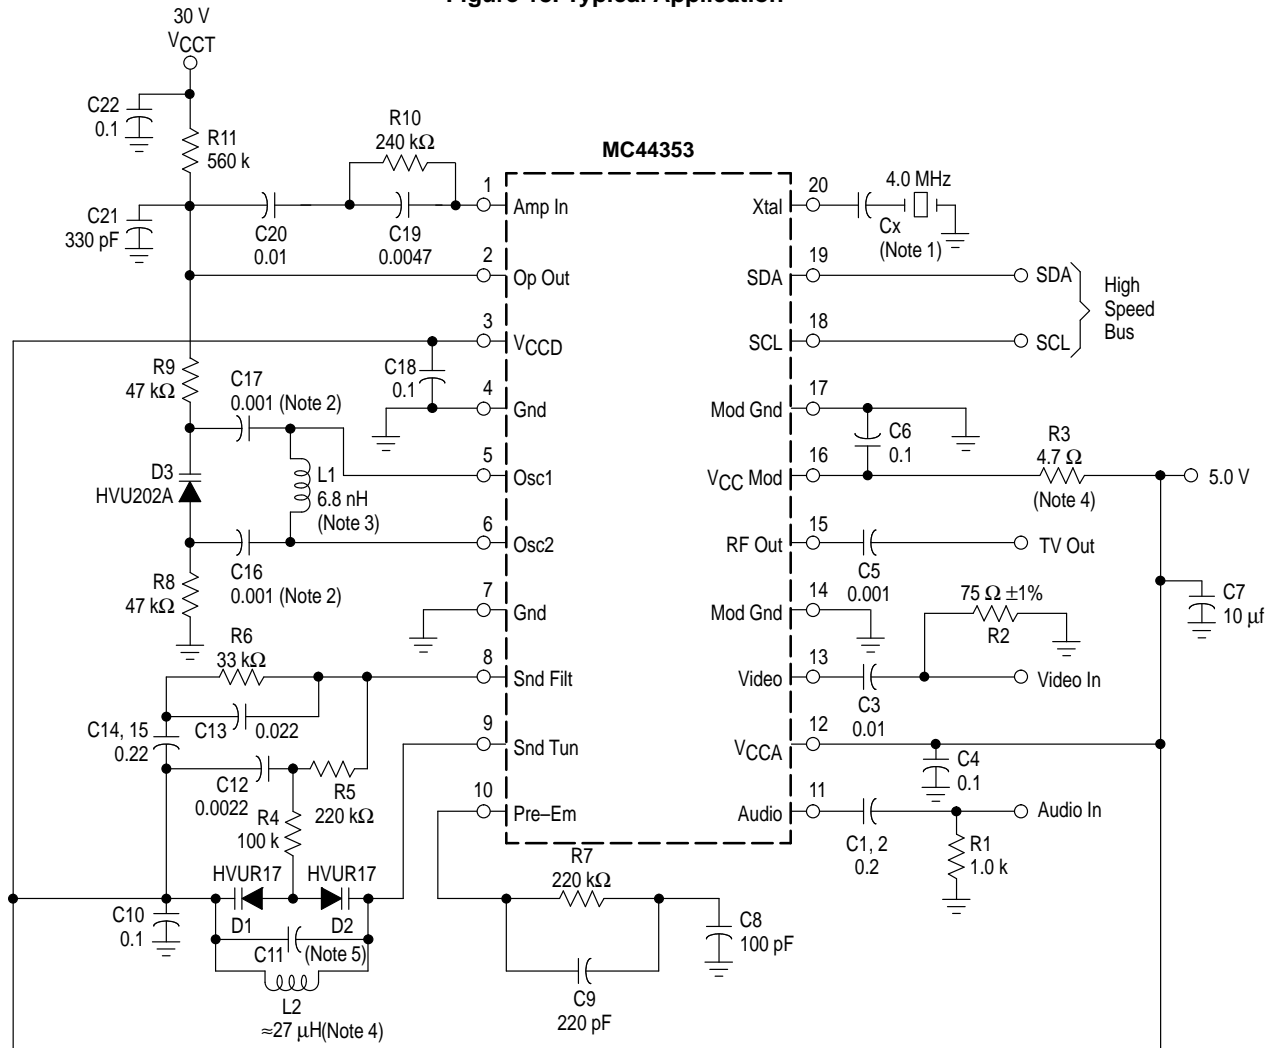 30 V
VCCT
C22
0.1
R11
560 k
R10
240 kΩ
MC44353
C21
330 pF
C20
0.01
C19
0.0047
1
Amp In
2
Op Out
3
VCCD
C18
0.1
4
Gnd
R9
47 kΩ
C17
0.001 (Note 2)
D3
HVU202A
L1
6.8 nH
(Note 3)
5
Osc1
6
Osc2
C16
0.001 (Note 2)
R8
47 kΩ
7
Gnd
R6
33 kΩ
8
Snd Filt
C13
0.022
C14, 15
0.22
9
Snd Tun
C12
0.0022
R5
220 kΩ
R4
100 k
10
Pre–Em
HVUR17
HVUR17
D1
D2
C10
0.1
C11
(Note 5)
L2
≈27 µH(Note 4)
R7
220 kΩ
C8
100 pF
C9
220 pF
20
Xtal
4.0 MHz
Cx
(Note 1)
19
SDA
SDA
High
Speed
Bus
18
SCL
SCL
17
Mod Gnd
C6
0.1
R3
4.7 Ω
(Note 4)
16
VCC Mod
5.0 V
15
RF Out
C5
0.001
TV Out
14
Mod Gnd
75 Ω ±1%
R2
C7
10 µf
13
Video
C3
0.01
Video In
12
VCCA
C4
0.1
11
Audio
C1, 2
0.2
Audio In
R1
1.0 k